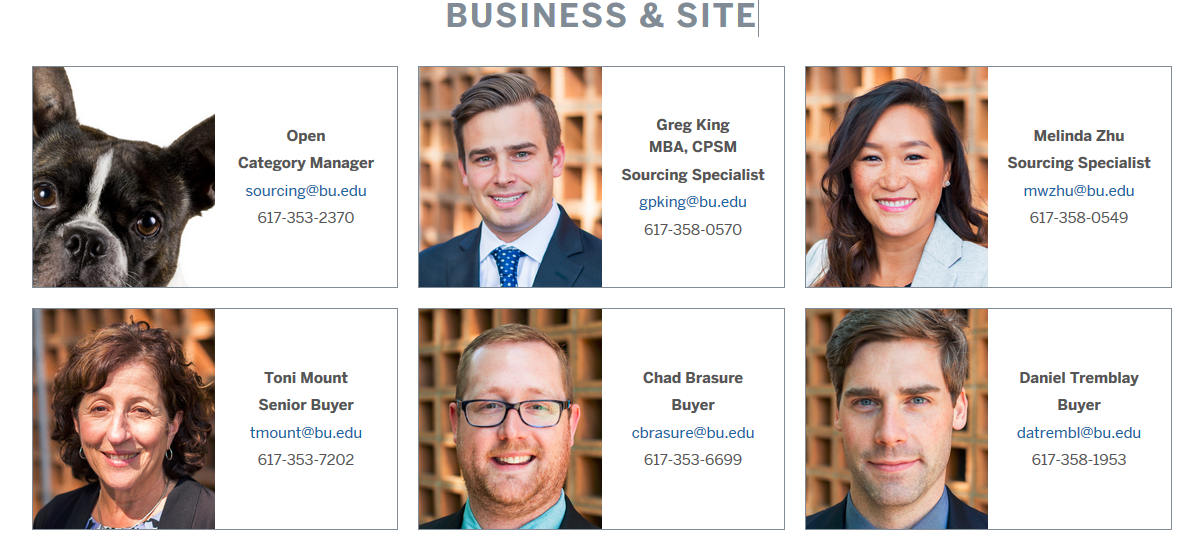 BUSINESS & SITE
Open
Category Manager
sourcing@bu.edu
617-353-2370
Greg King
MBA, CPSM
Sourcing Specialist
gpking@bu.edu
617-358-0570
Melinda Zhu
Sourcing Specialist
mwzhu@bu.edu
617-358-0549
Toni Mount
Senior Buyer
tmount@bu.edu
617-353-7202
Chad Brasure
Buyer
cbrasure@bu.edu
617-353-6699
Daniel Tremblay
Buyer
datrembl@bu.edu
617-358-1953